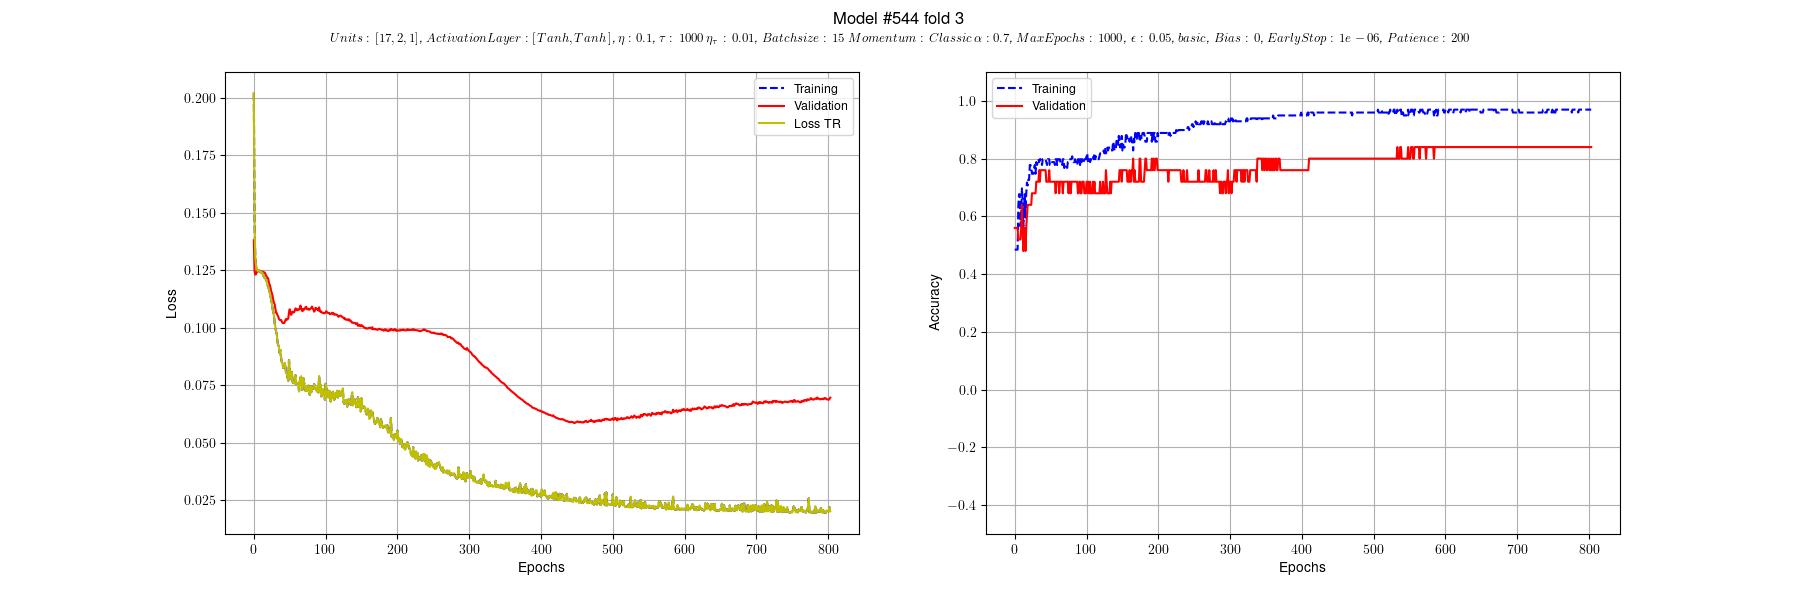 Model #544 fold 3
Units : [17, 2, 1], ActivationLayer : [Tanh, Tanh], η : 0.1, τ : 1000 η_τ : 0.01, Batchsize : 15 Momentum : Classic α : 0.7, MaxEpochs : 1000, ϵ : 0.05, basic, Bias : 0, EarlyStop : 1e − 06, Patience : 200
Training
Validation
Loss TR
0.200
0.175
0.150
0.125
0.100
0.075
0.050
0.025
Loss
0 100 200 300 400 500 600 700 800
Epochs
Training
Validation
1.0
0.8
0.6
0.4
0.2
0.0
−0.2
−0.4
Accuracy
0 100 200 300 400 500 600 700 800
Epochs